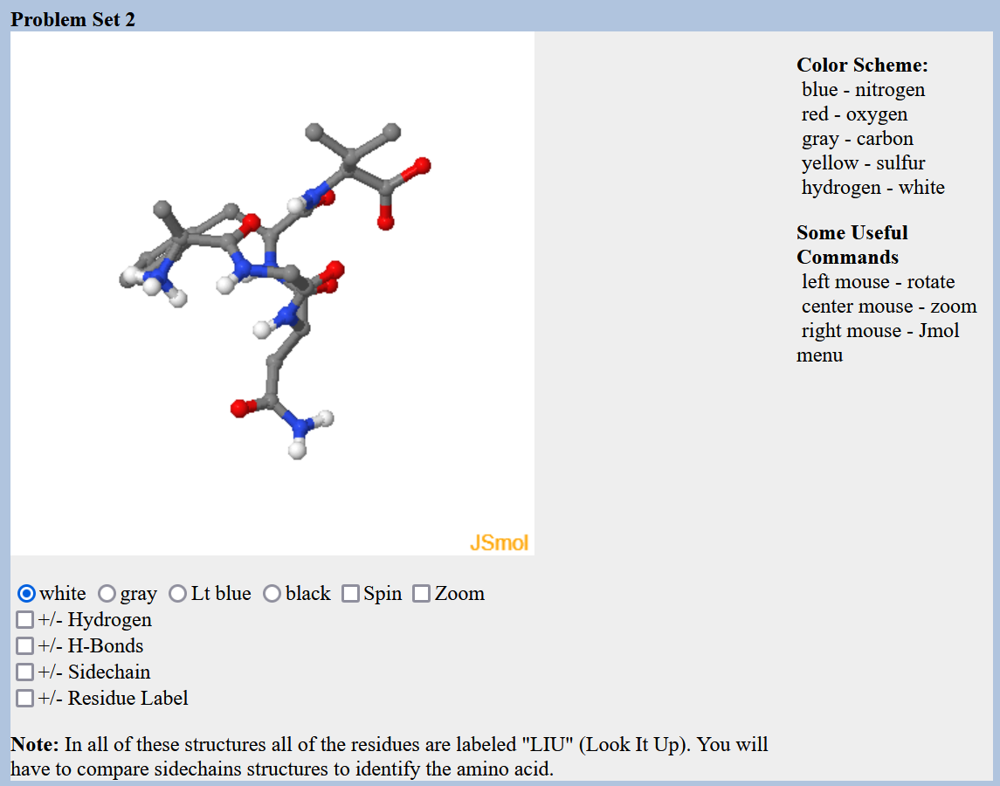 Problem Set 2
Color Scheme:
blue - nitrogen
red - oxygen
gray - carbon
yellow - sulfur
hydrogen - white
Some Useful
Commands
left mouse - rotate
center mouse - zoom
right mouse - Jmol
menu
JSmol
white gray Lt blue black Spin Zoom
+/- Hydrogen
+/- H-Bonds
+/- Sidechain
+/- Residue Label
Note: In all of these structures all of the residues are labeled "LIU" (Look It Up). You will
have to compare sidechains structures to identify the amino acid.